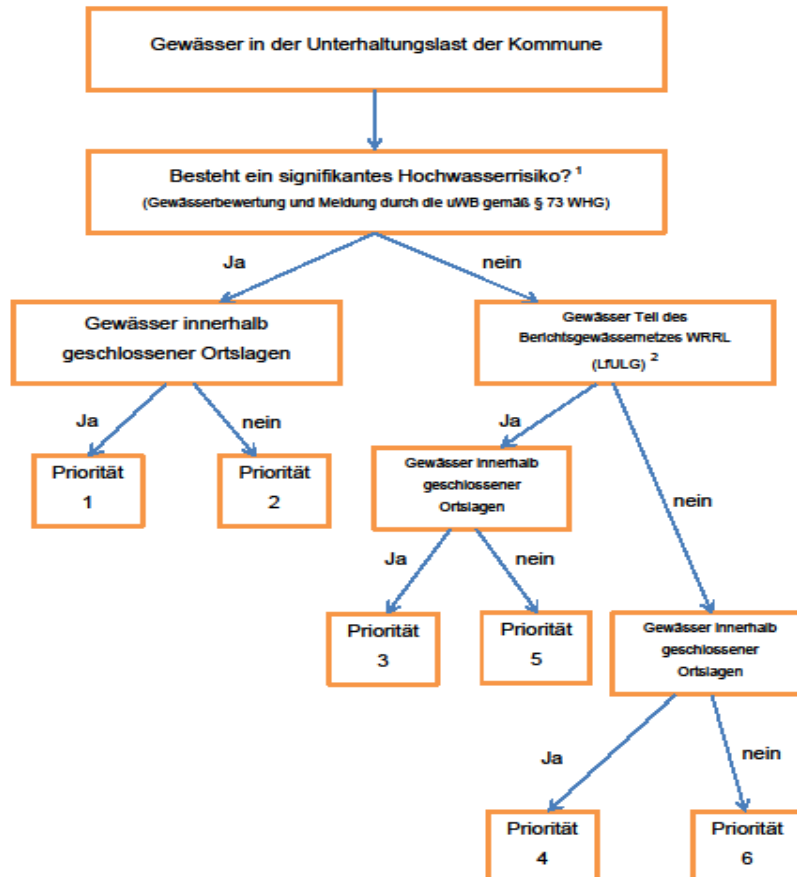 Gewässer in der Unterhaltungslast der Kommune
Besteht ein signifikantes Hochwasserrisiko? 1
(Gewässerbewertung und Meldung durch die uWB gemäß § 73 WHG)
Ja
nein
Gewässer innerhalb
geschlossener Ortslagen
Gewässer Teil des
Berichtsgewässernetzes WRRL
(LfULG) 2
Ja
nein
Priorität
1
Priorität
2
Ja
nein
Gewässer innerhalb
geschlossener
Ortslagen
Ja
nein
Priorität
3
Priorität
5
Gewässer innerhalb
geschlossener
Ortslagen
Ja
nein
Priorität
4
Priorität
6